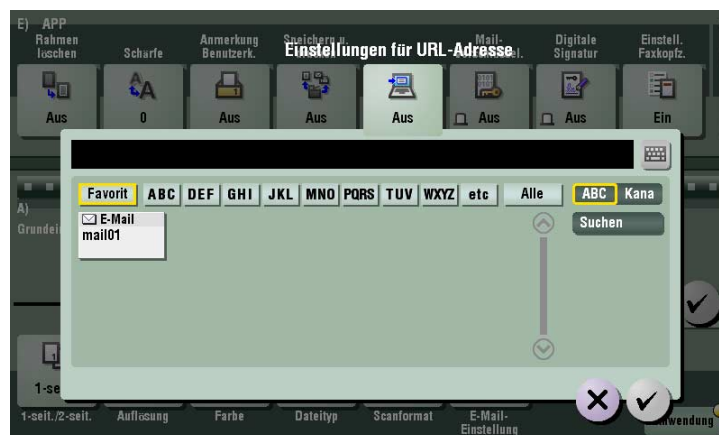 E) APP
Rahmen löschen
Schärfe
Anmerkung Benutzerk.
Speichern u.
Mail-
Digitale Signatur
Einstell. Faxkopfz.
Einstellungen für URL-Adresse
Aus
0
Aus
Aus
Aus
Aus
Aus
Ein
Favorit ABC DEF GHI JKL MNO PQRS TUV WXYZ etc Alle ABC Kana
A)
E-Mail
mail01
Suchen
1-seit./2-seit.
Auflösung
Farbe
Dateityp
Scanformat
E-Mail-
Einstellung